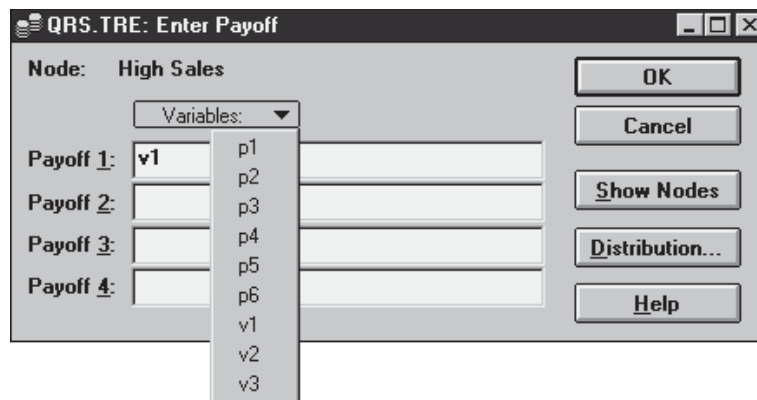 QRS.TRE: Enter Payoff
Node: High Sales
OK
Variables:
Cancel
Payoff 1: v1
Payoff 2:
Show Nodes
Payoff 3:
Distribution...
Payoff 4:
Help
p1
p2
p3
p4
p5
p6
v1
v2
v3